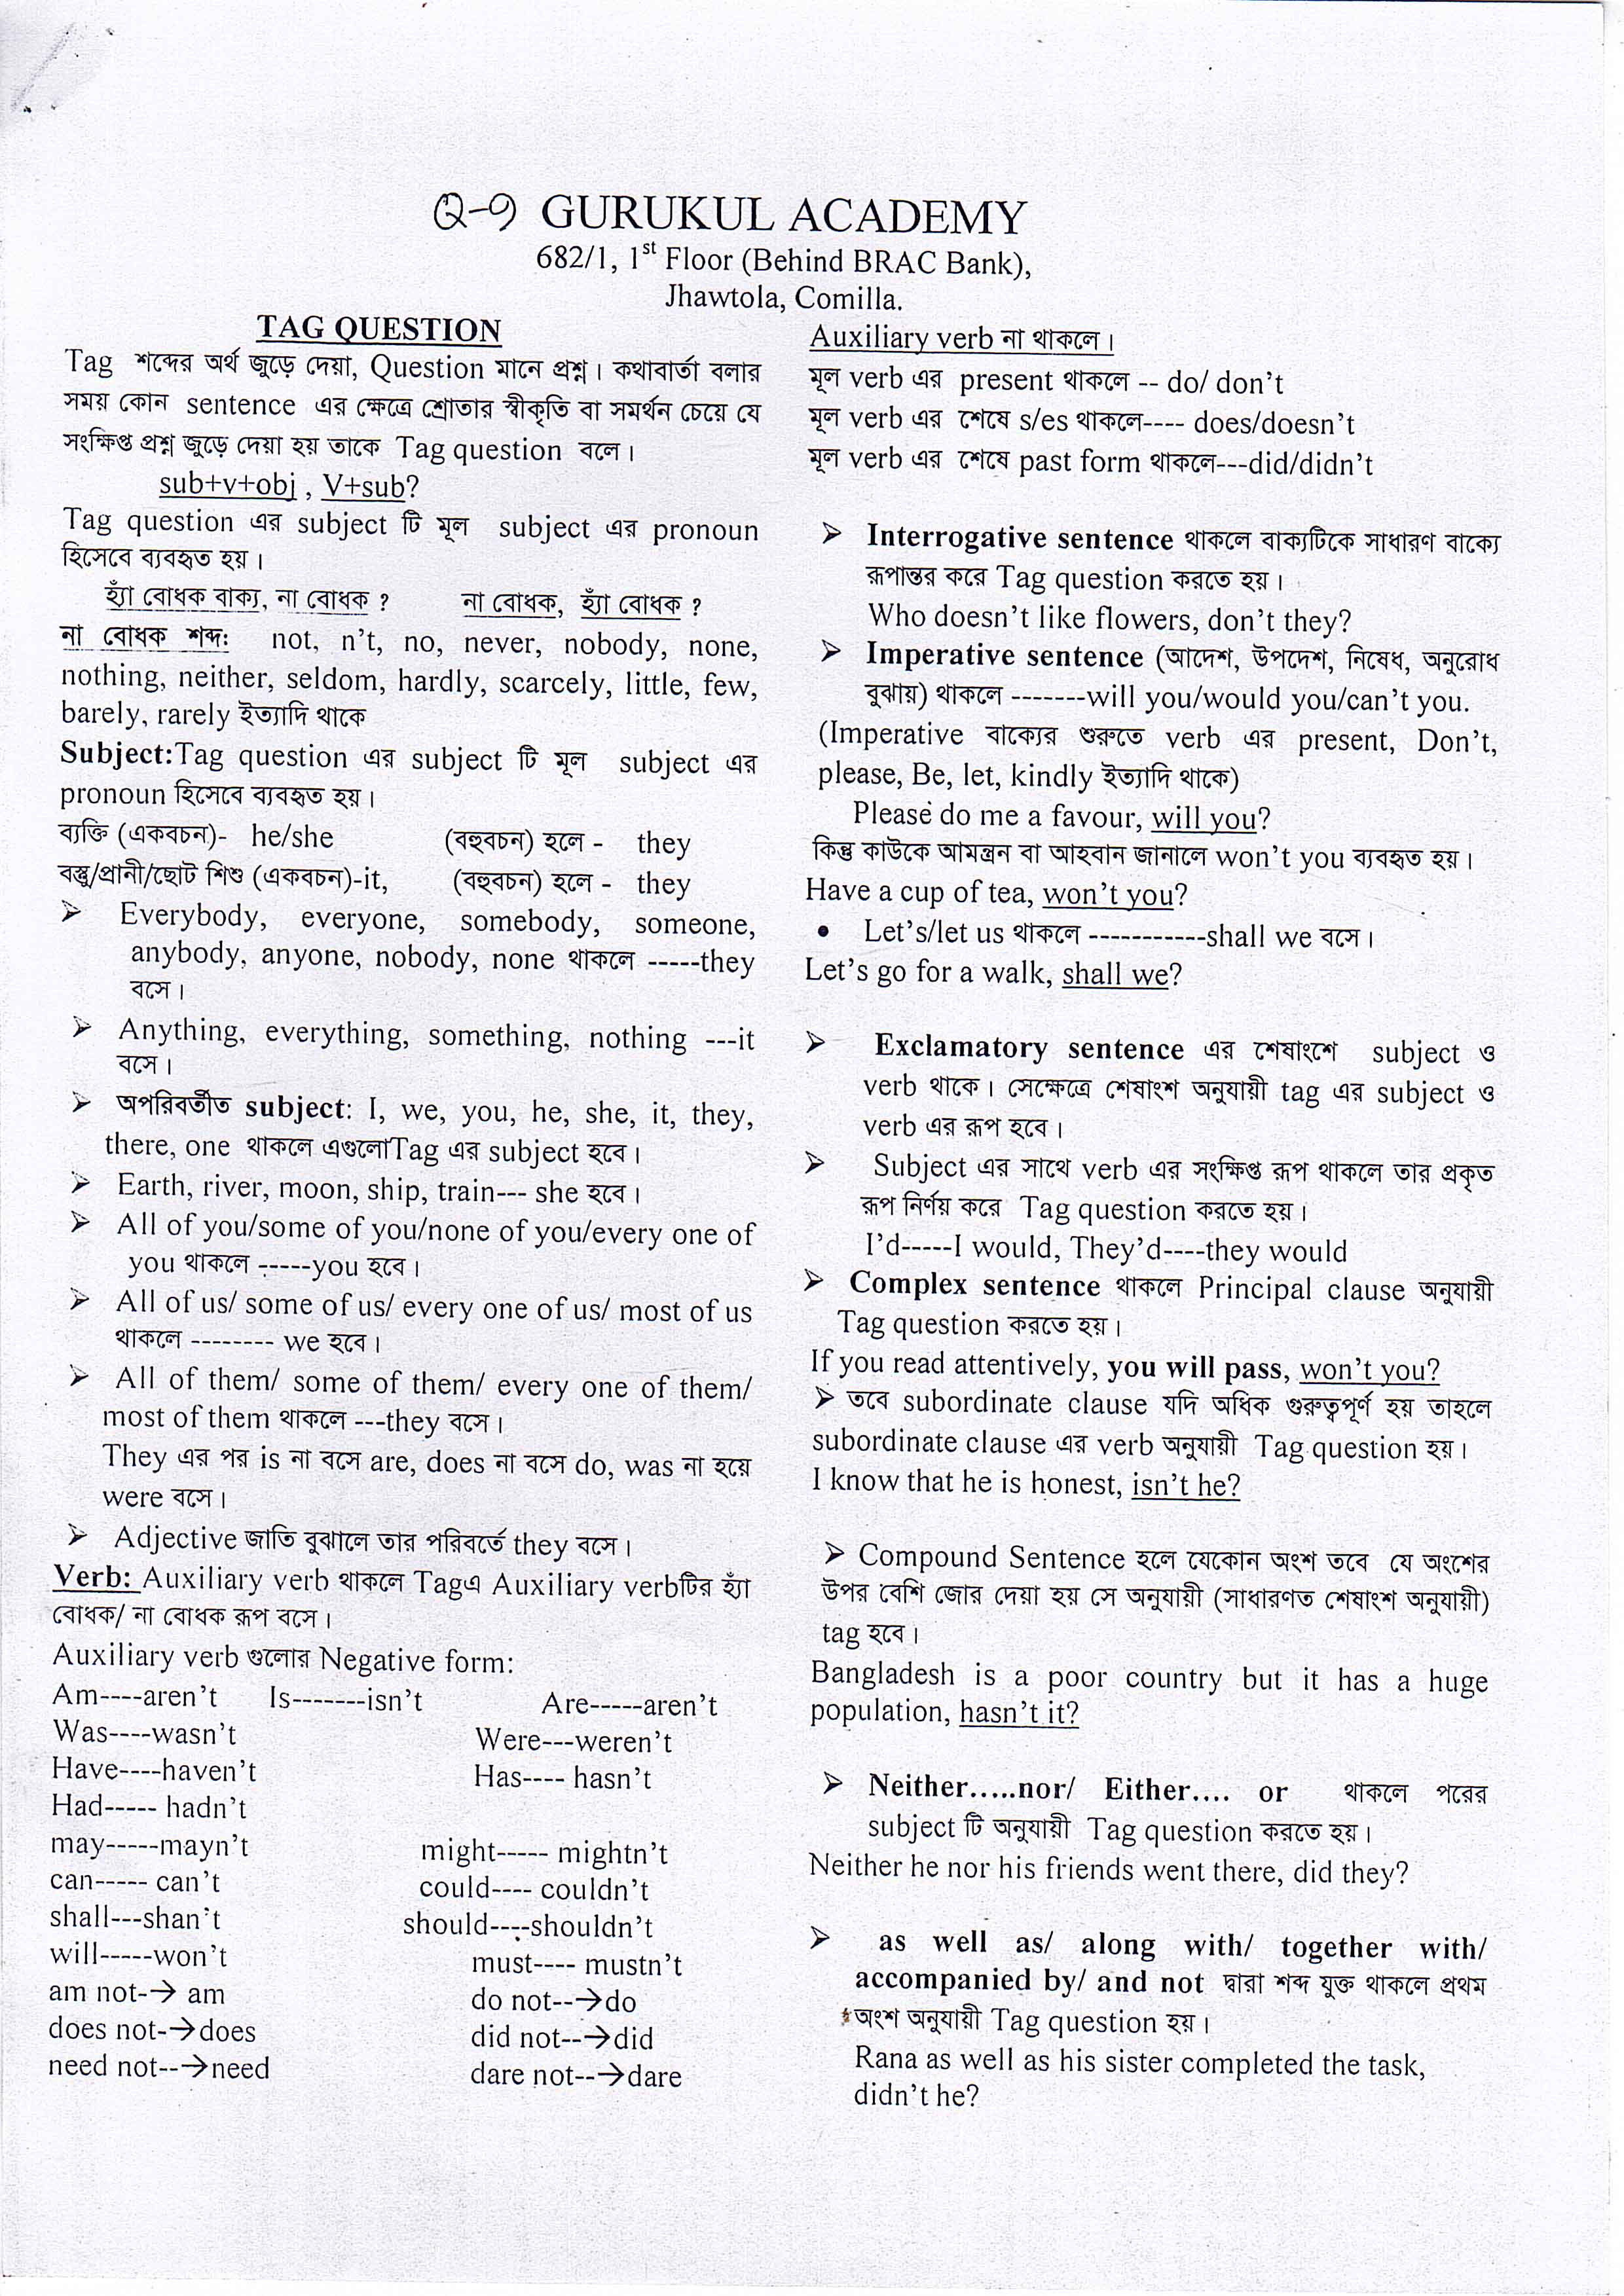 Q-9 GURUKUL ACADEMY
682/1, 1st Floor (Behind BRAC Bank),
Jhawtola, Comilla.
TAG QUESTION
Tag শব্দের অর্থ জুড়ে দেয়া, Question মানে প্রশ্ন। কথাবার্তা বলার
সময় কোন sentence এর ক্ষেত্রে শ্রোতার স্বীকৃতি বা সমর্থন চেয়ে যে
সংক্ষিপ্ত প্রশ্ন জুড়ে দেয়া হয় তাকে Tag question বলে।
sub+v+obj , V+sub?
Tag question এর subject টি মূল subject এর pronoun
হিসেবে ব্যবহৃত হয়।
হ্যাঁ বোধক বাক্য, না বোধক ? না বোধক, হ্যাঁ বোধক ?
না বোধক শব্দ: not, n't, no, never, nobody, none,
nothing, neither, seldom, hardly, scarcely, little, few,
barely, rarely ইত্যাদি থাকে
Subject:Tag question এর subject টি মূল subject এর
pronoun হিসেবে ব্যবহৃত হয়।
ব্যক্তি (একবচন)- he/she (বহুবচন) হলে - they
বস্তু/প্রানী/ছোট শিশু (একবচন)-it, (বহুবচন) হলে - they
➢ Everybody, everyone, somebody, someone,
anybody, anyone, nobody, none থাকলে -----they
বসে।
➢ Anything, everything, something, nothing ---it
বসে।
➢ অপরিবর্তীত subject: I, we, you, he, she, it, they,
there, one থাকলে এগুলোTag এর subject হবে।
➢ Earth, river, moon, ship, train--- she হবে।
➢ All of you/some of you/none of you/every one of
you থাকলে -----you হবে।
➢ All of us/ some of us/ every one of us/ most of us
থাকলে -------- we হবে।
➢ All of them/ some of them/ every one of them/
most of them থাকলে ---they বসে।
They এর পর is না বসে are, does না বসে do, was না হয়ে
were বসে।
➢ Adjective জাতি বুঝালে তার পরিবর্তে they বসে।
Verb: Auxiliary verb থাকলে Tagএ Auxiliary verbটির হ্যাঁ
বোধক/ না বোধক রূপ বসে।
Auxiliary verb গুলোর Negative form:
Am----aren't Is-------isn't Are-----aren't
Was----wasn't Were---weren't
Have----haven't Has---- hasn't
Had----- hadn't
may-----mayn't might----- mightn't
can----- can't could---- couldn't
shall---shan't should----shouldn't
will-----won't must---- mustn't
am not-→ am do not--→do
does not-→does did not--→did
need not--→need dare not--→dare
Auxiliary verb না থাকলে।
মূল verb এর present থাকলে -- do/ don't
মূল verb এর শেষে s/es থাকলে---- does/doesn't
মূল verb এর শেষে past form থাকলে---did/didn't
➢ Interrogative sentence থাকলে বাক্যটিকে সাধারণ বাক্যে
রূপান্তর করে Tag question করতে হয়।
Who doesn't like flowers, don't they?
➢ Imperative sentence (আদেশ, উপদেশ, নিষেধ, অনুরোধ
বুঝায়) থাকলে -------will you/would you/can't you.
(Imperative বাক্যের শুরুতে verb এর present, Don't,
please, Be, let, kindly ইত্যাদি থাকে)
Please do me a favour, will you?
কিন্তু কাউকে আমন্ত্রন বা আহবান জানালে won't you ব্যবহৃত হয়।
Have a cup of tea, won't you?
• Let's/let us থাকলে -----------shall we বসে।
Let's go for a walk, shall we?
➢ Exclamatory sentence এর শেষাংশে subject ও
verb থাকে। সেক্ষেত্রে শেষাংশ অনুযায়ী tag এর subject ও
verb এর রূপ হবে।
➢ Subject এর সাথে verb এর সংক্ষিপ্ত রূপ থাকলে তার প্রকৃত
রূপ নির্ণয় করে Tag question করতে হয়।
I'd-----I would, They'd----they would
➢ Complex sentence থাকলে Principal clause অনুযায়ী
Tag question করতে হয়।
If you read attentively, you will pass, won't you?
➢ তবে subordinate clause যদি অধিক গুরুত্বপূর্ণ হয় তাহলে
subordinate clause এর verb অনুযায়ী Tag question হয়।
I know that he is honest, isn't he?
➢ Compound Sentence হলে যেকোন অংশ তবে যে অংশের
উপর বেশি জোর দেয়া হয় সে অনুযায়ী (সাধারণত শেষাংশ অনুযায়ী)
tag হবে।
Bangladesh is a poor country but it has a huge
population, hasn't it?
➢ Neither…..nor/ Either…. or থাকলে পরের
subject টি অনুযায়ী Tag question করতে হয়।
Neither he nor his friends went there, did they?
➢ as well as/ along with/ together with/
accompanied by/ and not দ্বারা শব্দ যুক্ত থাকলে প্রথম
অংশ অনুযায়ী Tag question হয়।
Rana as well as his sister completed the task,
didn't he?